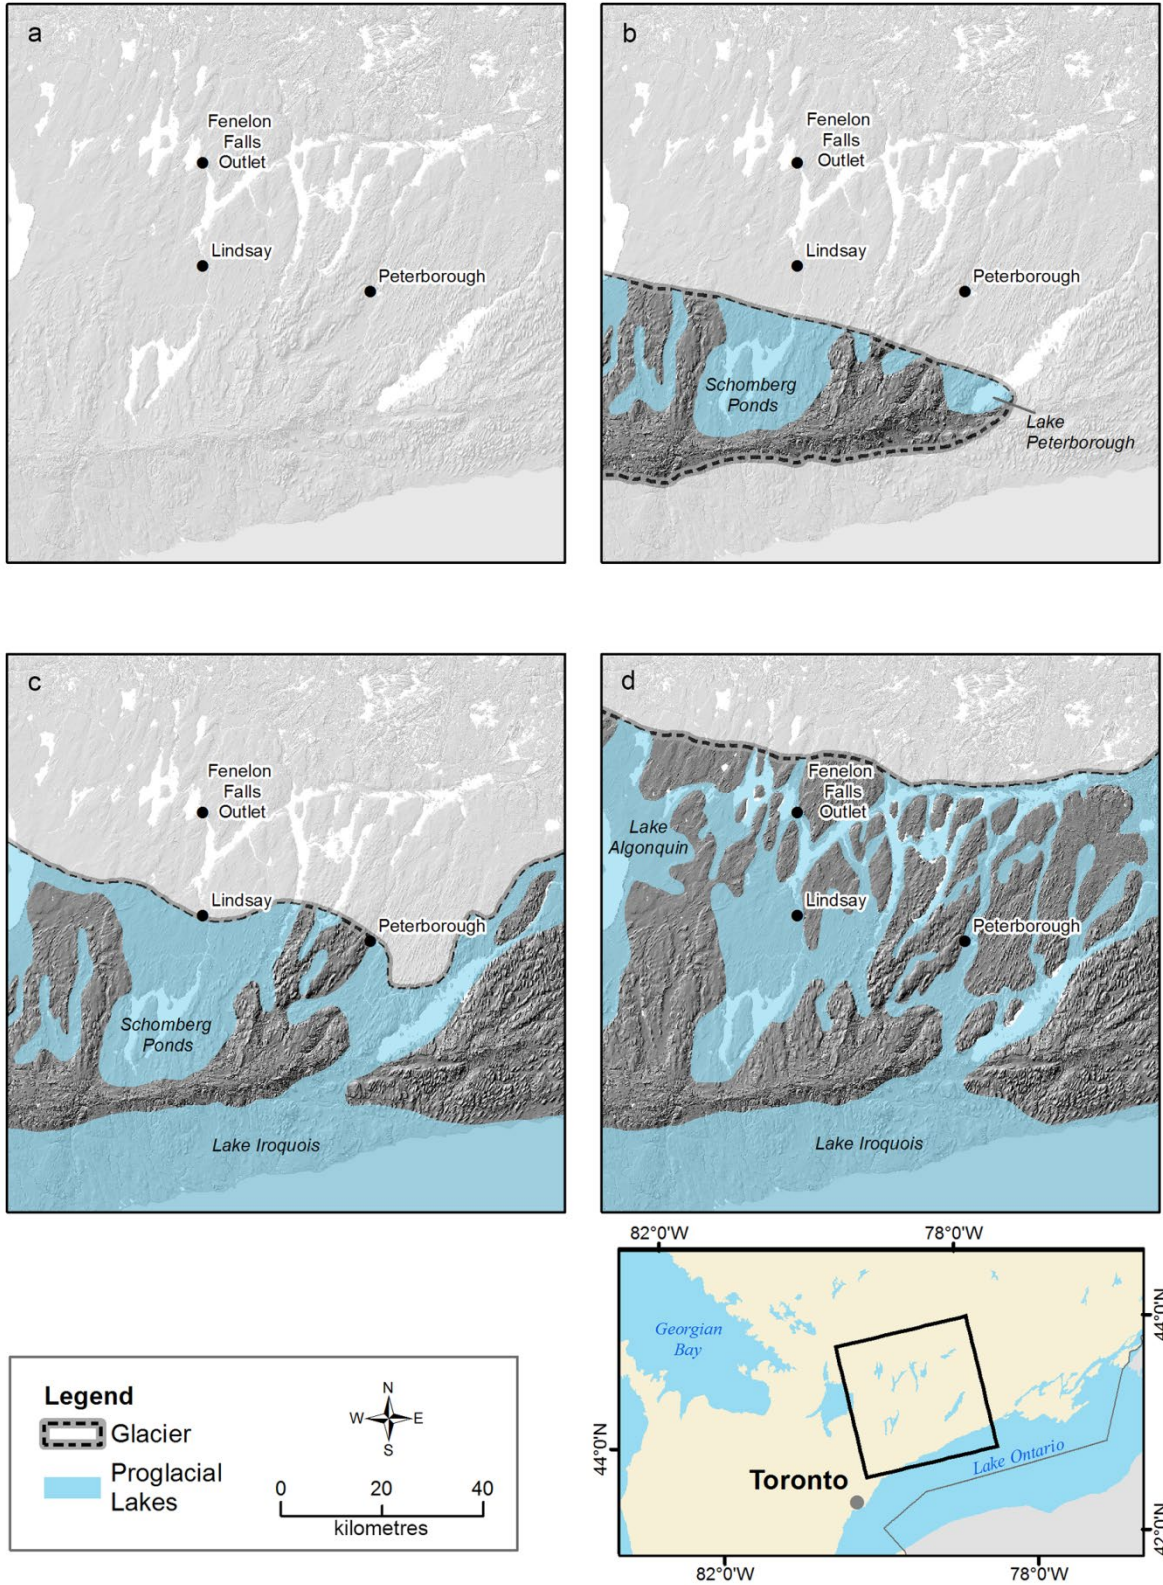 a
Fenelon
Falls
Outlet
Lindsay
Peterborough
b
Fenelon
Falls
Outlet
Lindsay
Peterborough
Schomberg
Ponds
Lake
Peterborough
c
Fenelon
Falls
Outlet
Lindsay
Peterborough
Schomberg
Ponds
Lake Iroquois
d
Fenelon
Falls
Outlet
Lake
Algonquin
Lindsay
Peterborough
Lake Iroquois
Legend
Glacier
Proglacial
Lakes
N
W E
S
0 20 40
kilometres
82°0'W 78°0'W
44°0'N
Georgian
Bay
44°0'N
Lake Ontario
Toronto
42°0'N
82°0'W 78°0'W